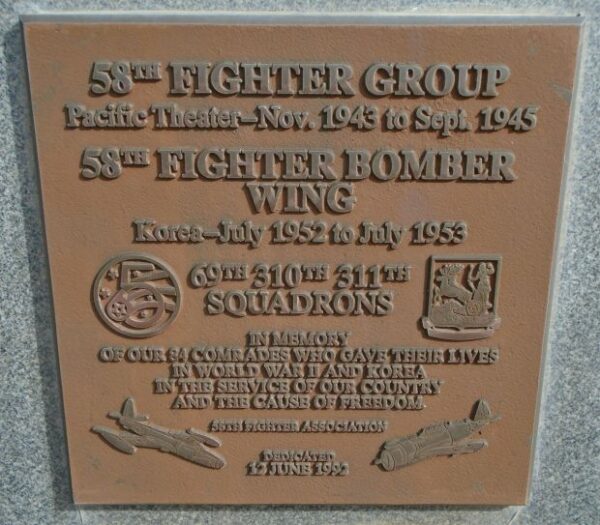 58TH FIGHTER GROUP
Pacific Theater–Nov. 1943 to Sept. 1945
58TH FIGHTER BOMBER
WING
Korea–July 1952 to July 1953
69TH 310TH 311TH
SQUADRONS
IN MEMORY
OF OUR 84 COMRADES WHO GAVE THEIR LIVES
IN WORLD WAR II AND KOREA
IN THE SERVICE OF OUR COUNTRY
AND THE CAUSE OF FREEDOM.
58TH FIGHTER ASSOCIATION
DEDICATED
12 JUNE 1992